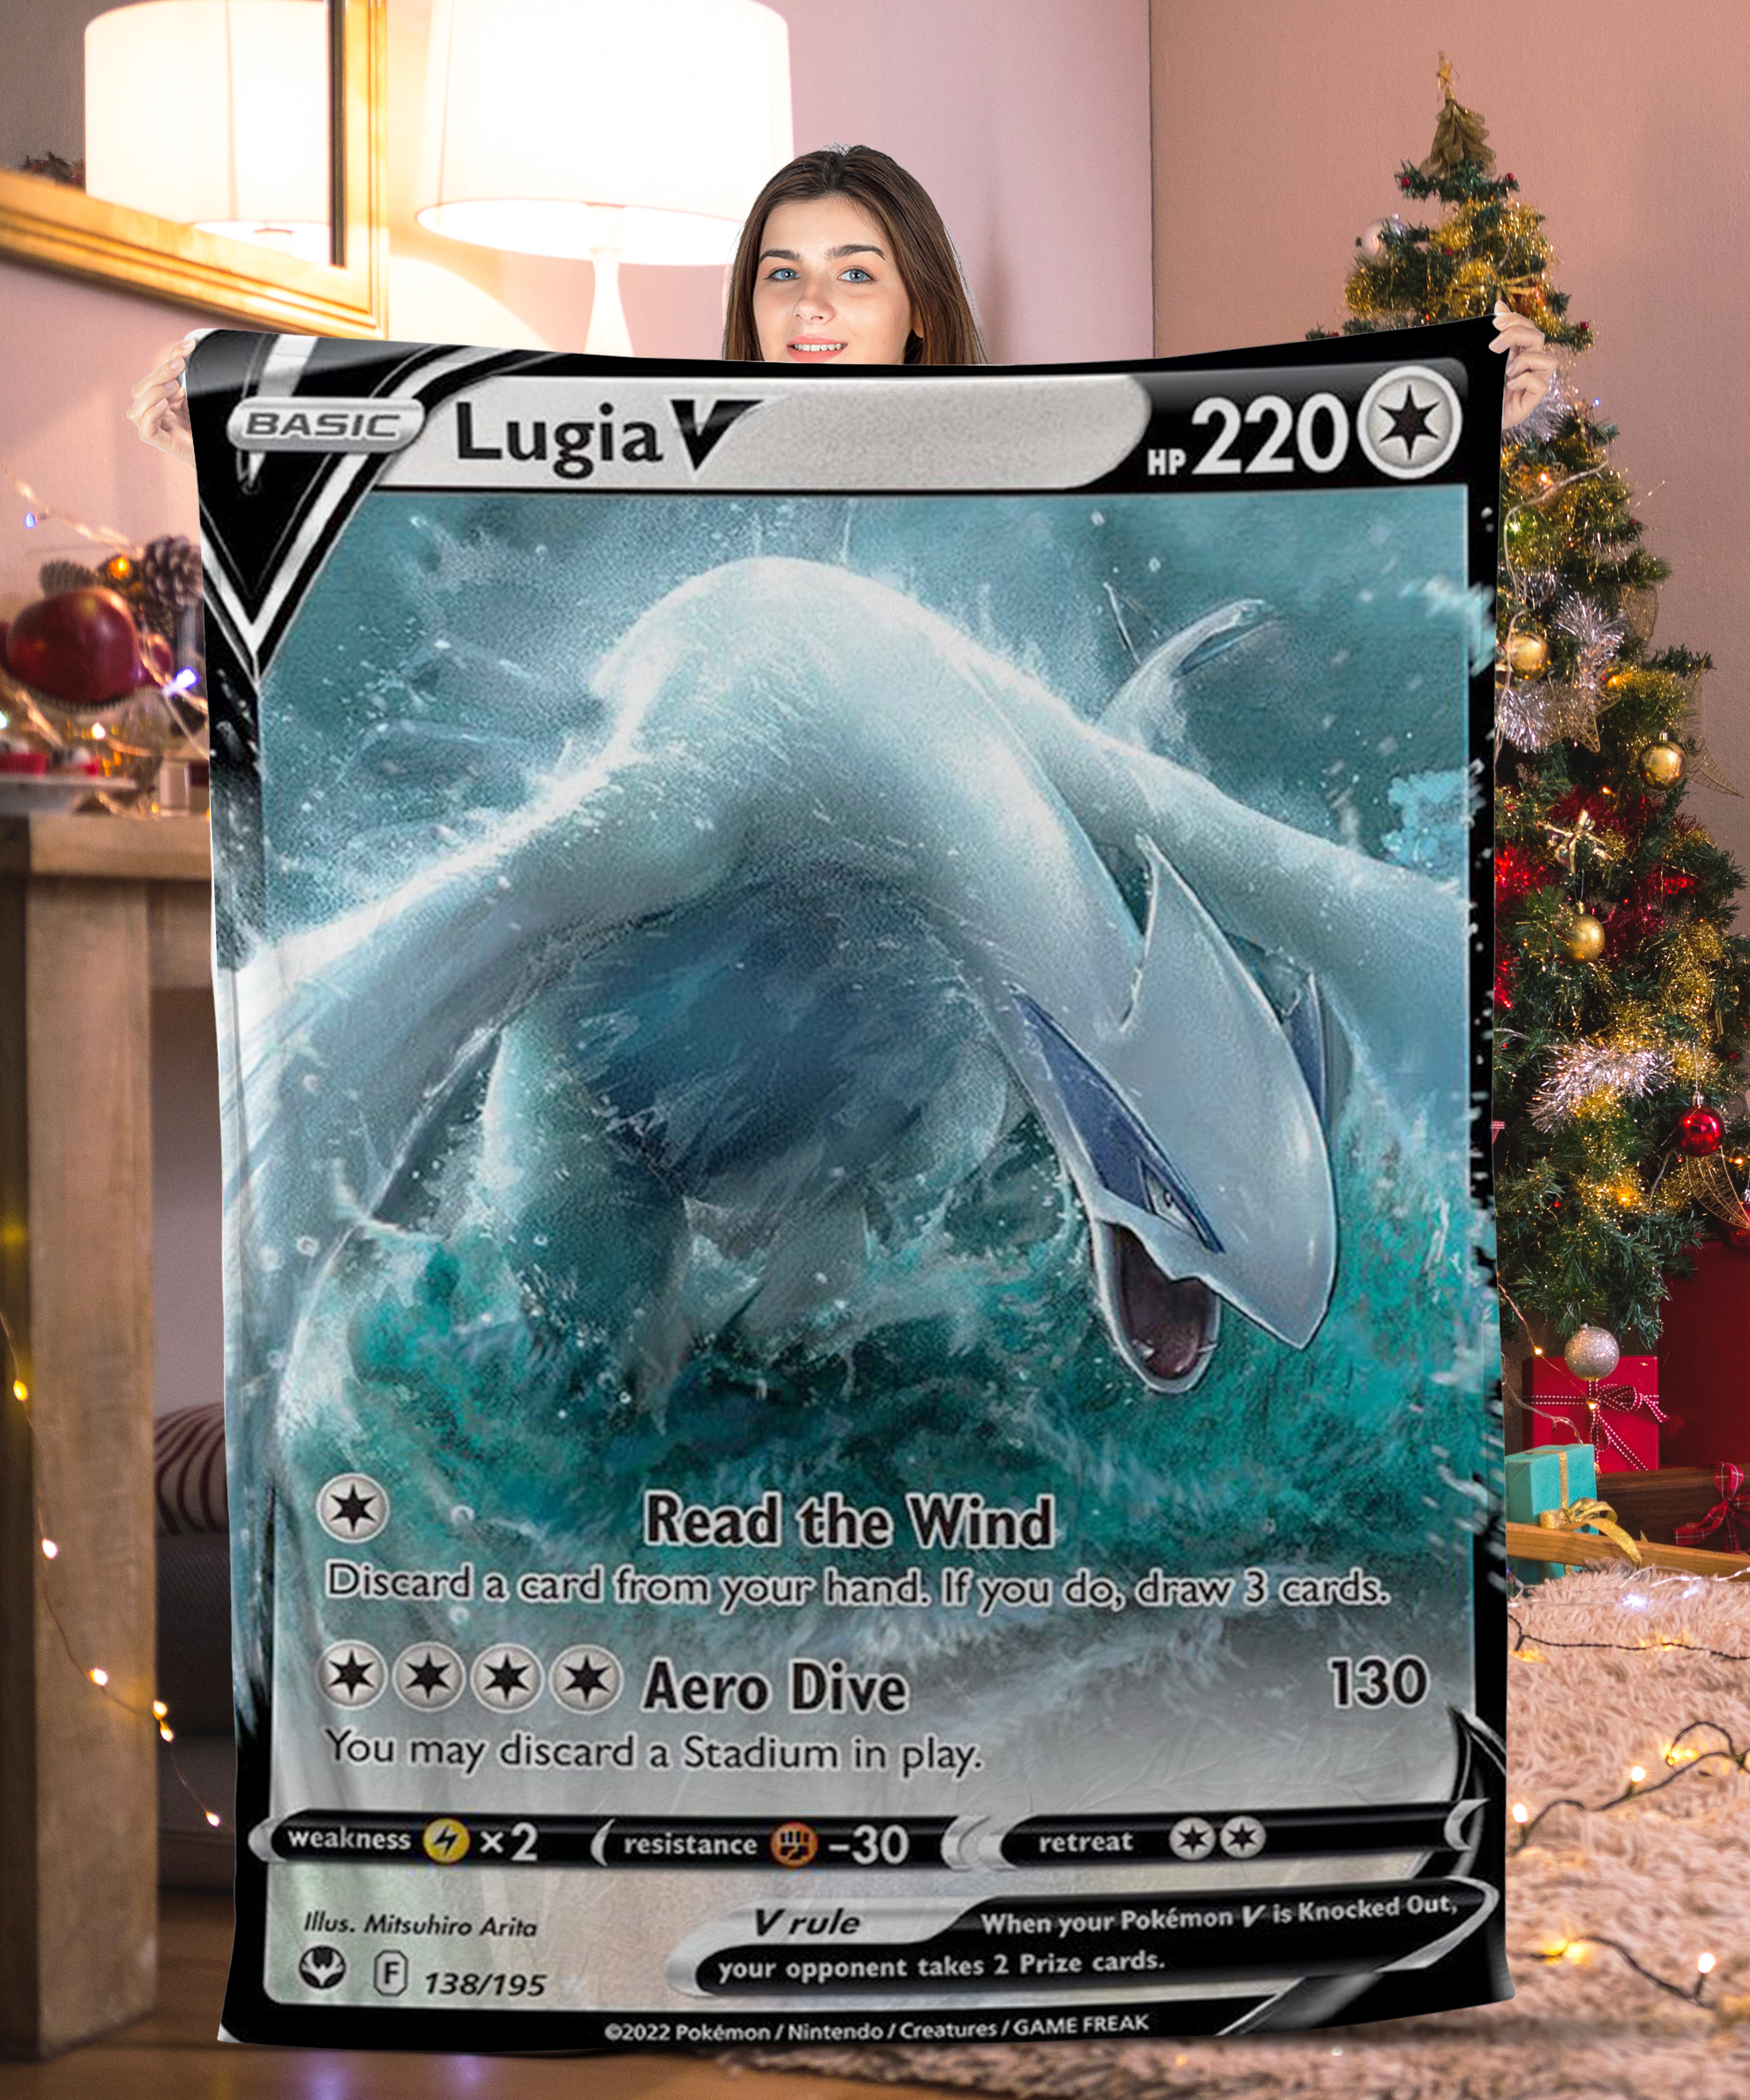 BASIC Lugia V HP 220
Read the Wind
Discard a card from your hand. If you do, draw 3 cards.
Aero Dive 130
You may discard a Stadium in play.
weakness ×2 resistance -30 retreat
Illus. Mitsuhiro Arita
F 138/195
V rule When your Pokémon V is Knocked Out,
your opponent takes 2 Prize cards.
©2022 Pokémon / Nintendo / Creatures / GAME FREAK